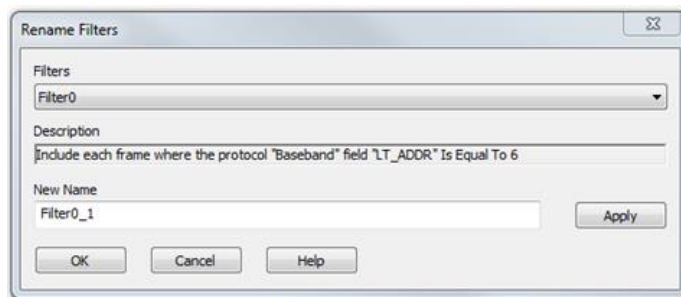 Rename Filters
Filters
Filter0
Description
Include each frame where the protocol "Baseband" field "LT_ADDR" Is Equal To 6
New Name
Filter0_1
Apply
OK
Cancel
Help